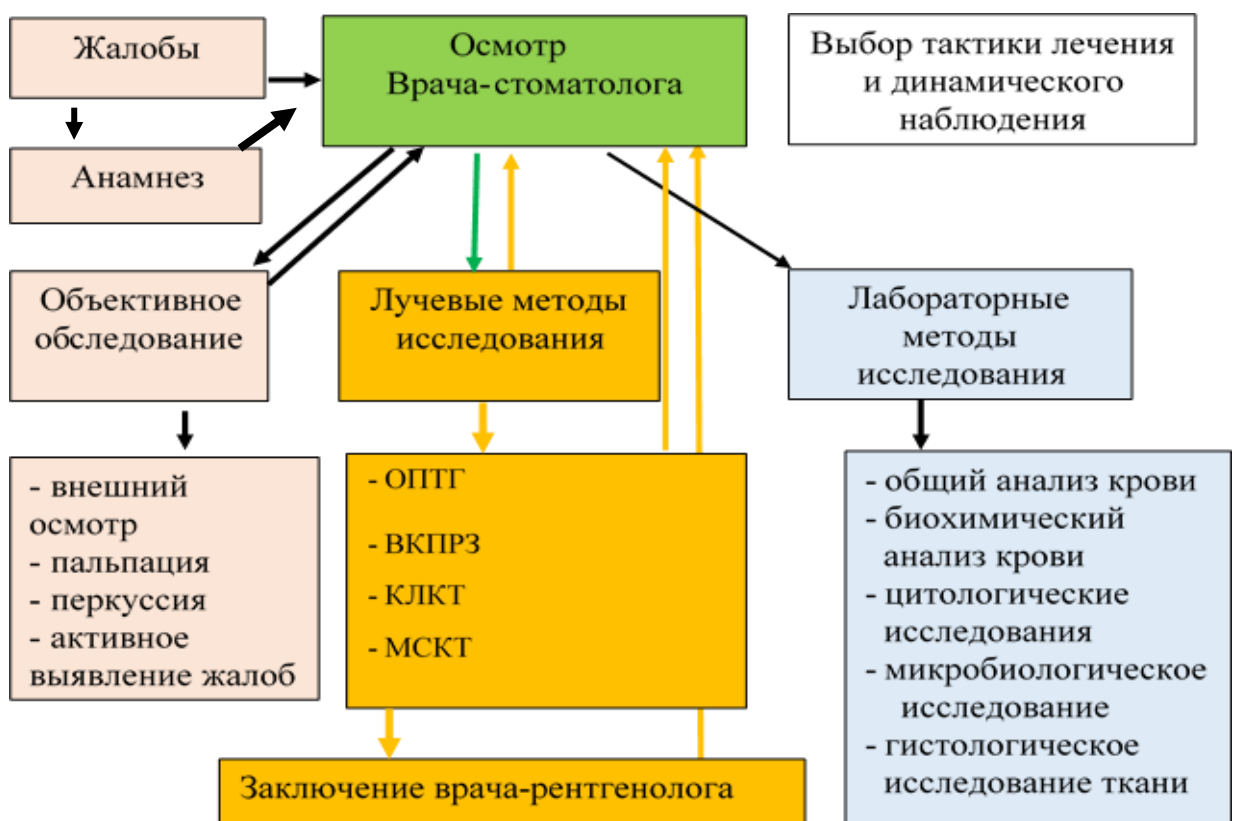 Жалобы
Осмотр
Врача-стоматолога
Выбор тактики лечения
и динамического
наблюдения
Анамнез
Объективное
обследование
Лучевые методы
исследования
Лабораторные
методы
исследования
- внешний
осмотр
- пальпация
- перкуссия
- активное
выявление жалоб
- ОПТГ
- ВКПРЗ
- КЛКТ
- МСКТ
- общий анализ крови
- биохимический
анализ крови
- цитологические
исследования
- микробиологическое
исследование
- гистологическое
исследование ткани
Заключение врача-рентгенолога